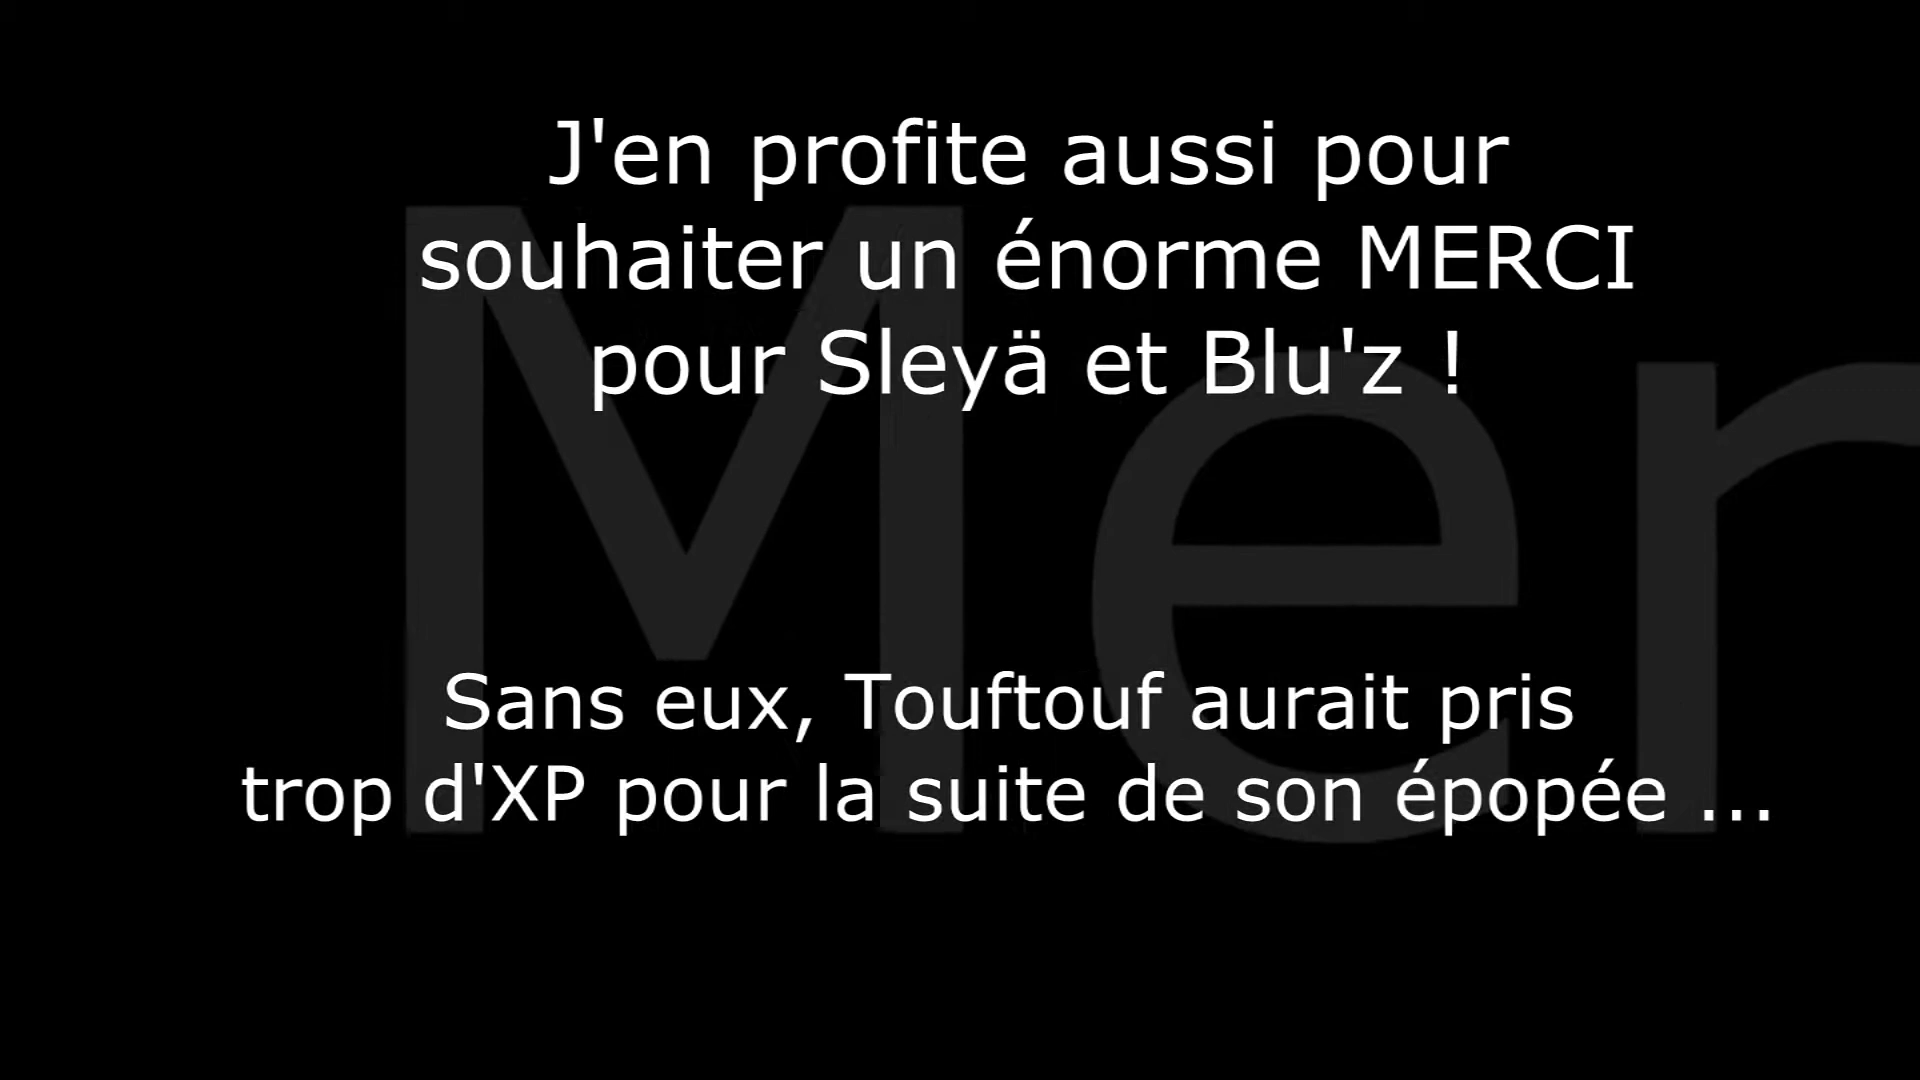 J'en profite aussi pour
souhaiter un énorme MERCI
pour Sleyä et Blu'z !
Mer
Sans eux, Touftouf aurait pris
trop d'XP pour la suite de son épopée ...